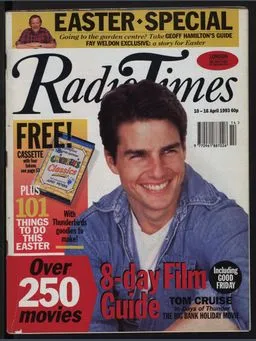 EASTER • SPECIAL
Going to the garden centre? Take GEOFF HAMILTON'S GUIDE
FAY WELDON EXCLUSIVE: a story for Easter
LONDON
Radio Times
10 – 16 April 1993 60p
FREE!
CASSETTE
Classics
PLUS
101
THINGS
TO DO
THIS
EASTER
With
Thunderbirds
goodies to
make!
Over
250
movies
8-day Film
Guide
Including
GOOD
FRIDAY
TOM CRUISE
in Days of Thunder
THE BIG BANK HOLIDAY MOVIE